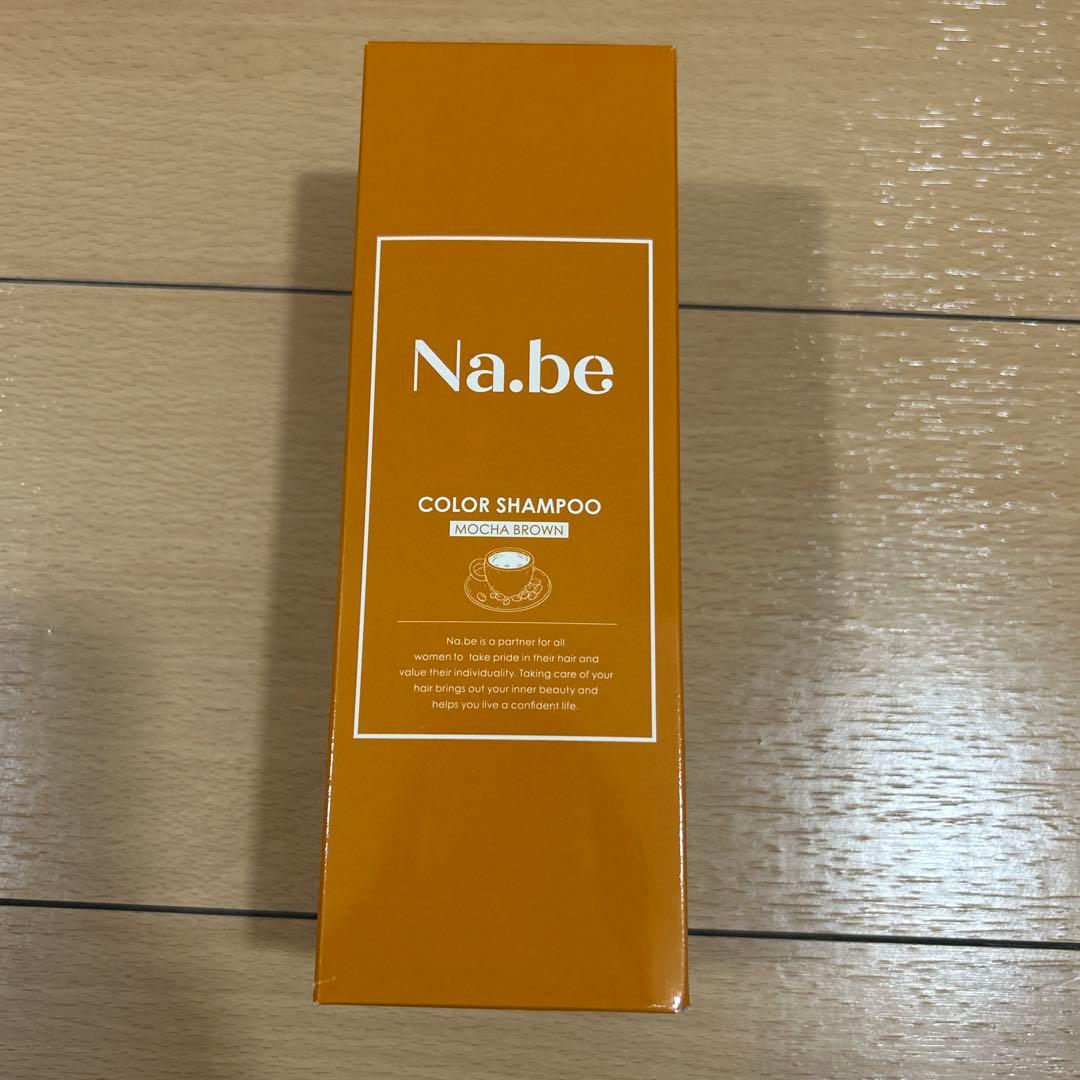 Na.be
COLOR SHAMPOO
MOCHA BROWN
Na.be is a partner for all
women to take pride in their hair and
value their individuality. Taking care of your
hair brings out your inner beauty and
helps you live a confident life.